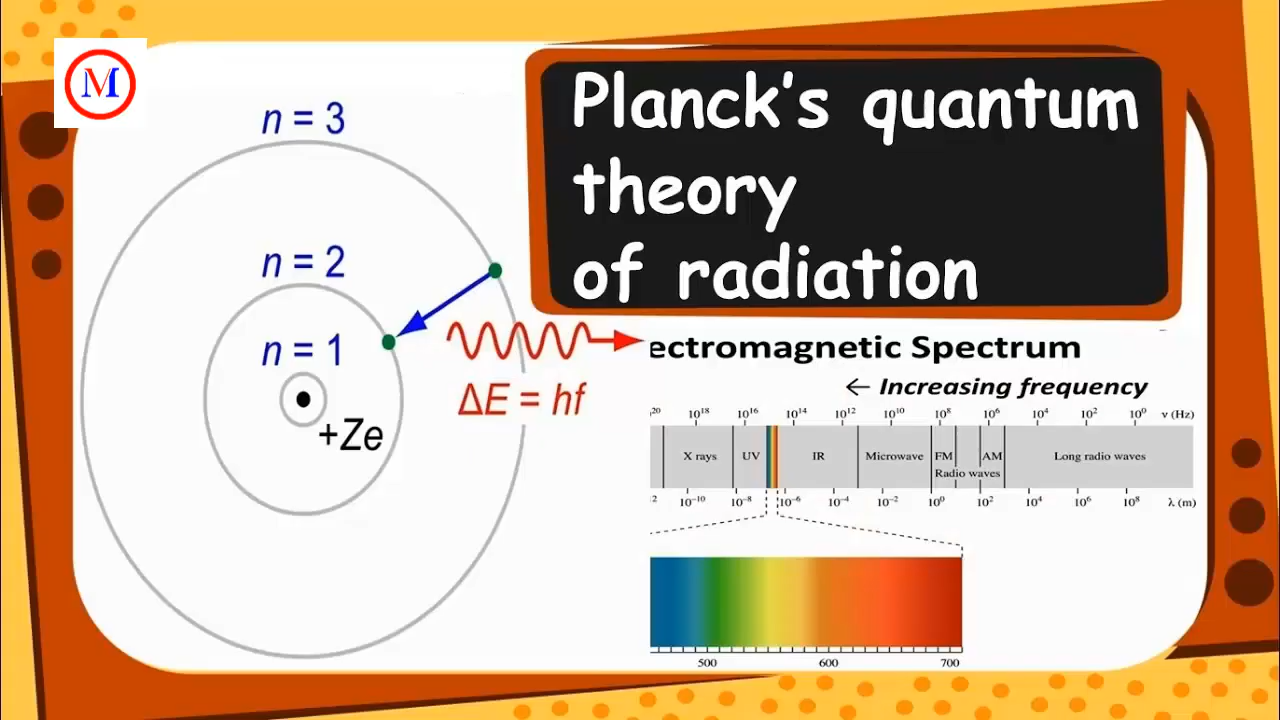 M
Planck's quantum
theory
of radiation
n = 3
n = 2
n = 1
+Ze
ΔE = hf
ectromagnetic Spectrum
← Increasing frequency
20 10¹⁸ 10¹⁶ 10¹⁴ 10¹² 10¹⁰ 10⁸ 10⁶ 10⁴ 10² 10⁰ ν (Hz)
X rays UV IR Microwave FM AM Long radio waves
Radio waves
2 10⁻¹⁰ 10⁻⁸ 10⁻⁶ 10⁻⁴ 10⁻² 10⁰ 10² 10⁴ 10⁶ 10⁸ λ (m)
500 600 700